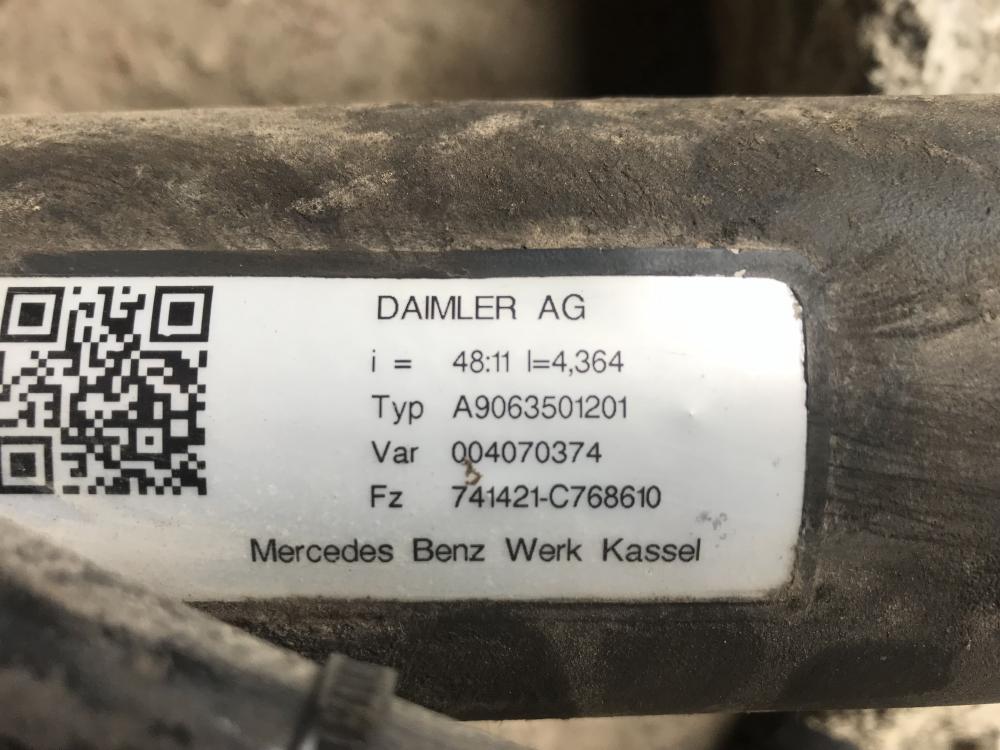 DAIMLER AG
i = 48:11 I=4,364
Typ A9063501201
Var 004070374
Fz 741421-C768610
Mercedes Benz Werk Kassel